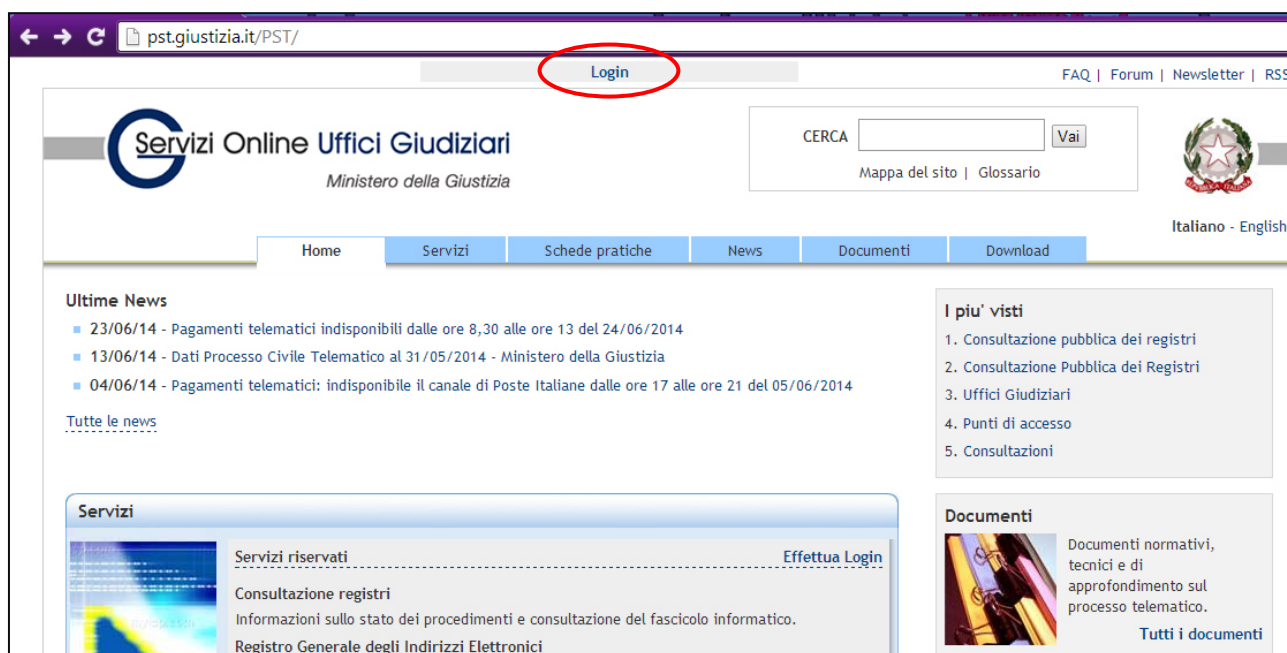 pst.giustizia.it/PST/
Login
FAQ | Forum | Newsletter | RSS
Servizi Online Uffici Giudiziari
Ministero della Giustizia
CERCA Vai
Mappa del sito | Glossario
Italiano - English
Home Servizi Schede pratiche News Documenti Download
Ultime News
23/06/14 - Pagamenti telematici indisponibili dalle ore 8,30 alle ore 13 del 24/06/2014
13/06/14 - Dati Processo Civile Telematico al 31/05/2014 - Ministero della Giustizia
04/06/14 - Pagamenti telematici: indisponibile il canale di Poste Italiane dalle ore 17 alle ore 21 del 05/06/2014
Tutte le news
I piu' visti
1. Consultazione pubblica dei registri
2. Consultazione Pubblica dei Registri
3. Uffici Giudiziari
4. Punti di accesso
5. Consultazioni
Servizi
Servizi riservati Effettua Login
Consultazione registri
Informazioni sullo stato dei procedimenti e consultazione del fascicolo informatico.
Registro Generale degli Indirizzi Elettronici
Documenti
Documenti normativi,
tecnici e di
approfondimento sul
processo telematico.
Tutti i documenti